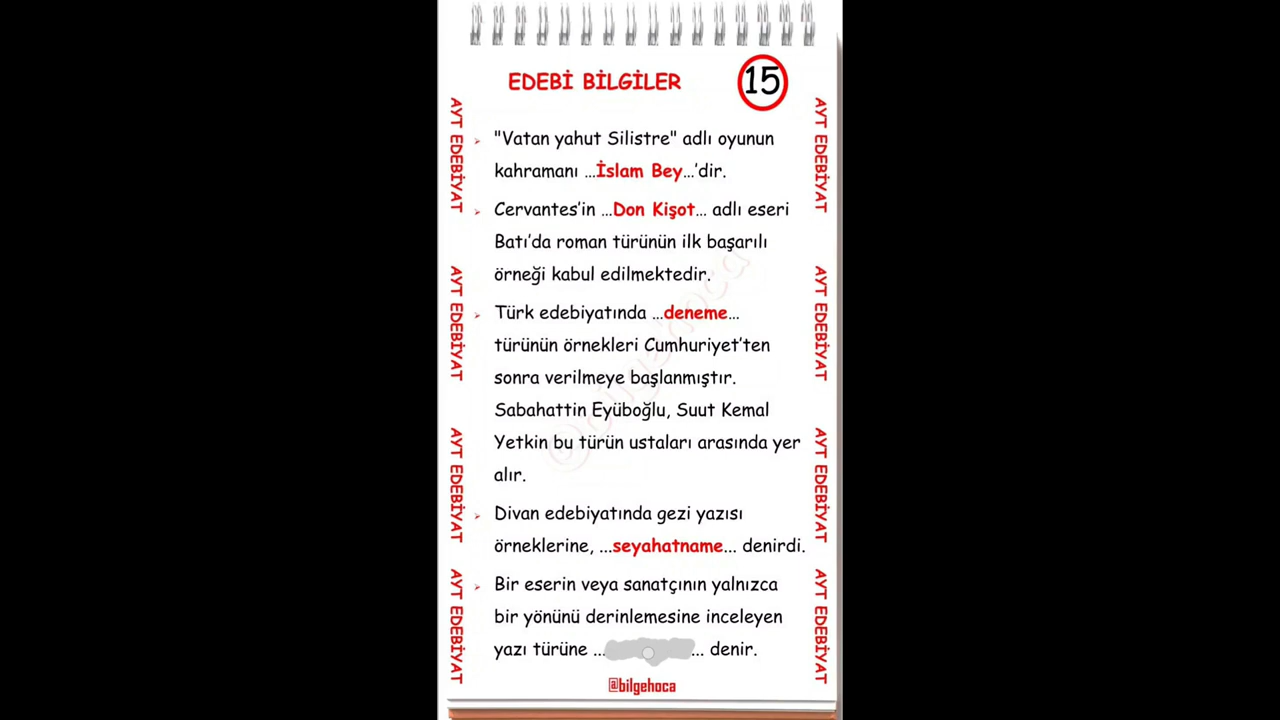 EDEBİ BİLGİLER
15
"Vatan yahut Silistre" adlı oyunun
kahramanı ...İslam Bey...'dir.
Cervantes'in ...Don Kişot... adlı eseri
Batı'da roman türünün ilk başarılı
örneği kabul edilmektedir.
Türk edebiyatında ...deneme...
türünün örnekleri Cumhuriyet'ten
sonra verilmeye başlanmıştır.
Sabahattin Eyüboğlu, Suut Kemal
Yetkin bu türün ustaları arasında yer
alır.
Divan edebiyatında gezi yazısı
örneklerine, ...seyahatname... denirdi.
Bir eserin veya sanatçının yalnızca
bir yönünü derinlemesine inceleyen
yazı türüne ... ... denir.
@bilgehoca
AYT EDEBİYAT
AYT EDEBİYAT
AYT EDEBİYAT
AYT EDEBİYAT
AYT EDEBİYAT
AYT EDEBİYAT
AYT EDEBİYAT
AYT EDEBİYAT
@bilgehoca